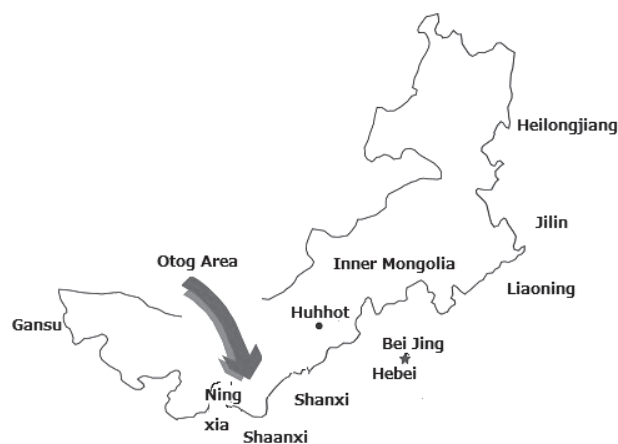 Heilongjiang
Jilin
Otog Area
Inner Mongolia
Liaoning
Gansu
Huhhot
Bei Jing
Hebei
Ning
xia
Shanxi
Shaanxi